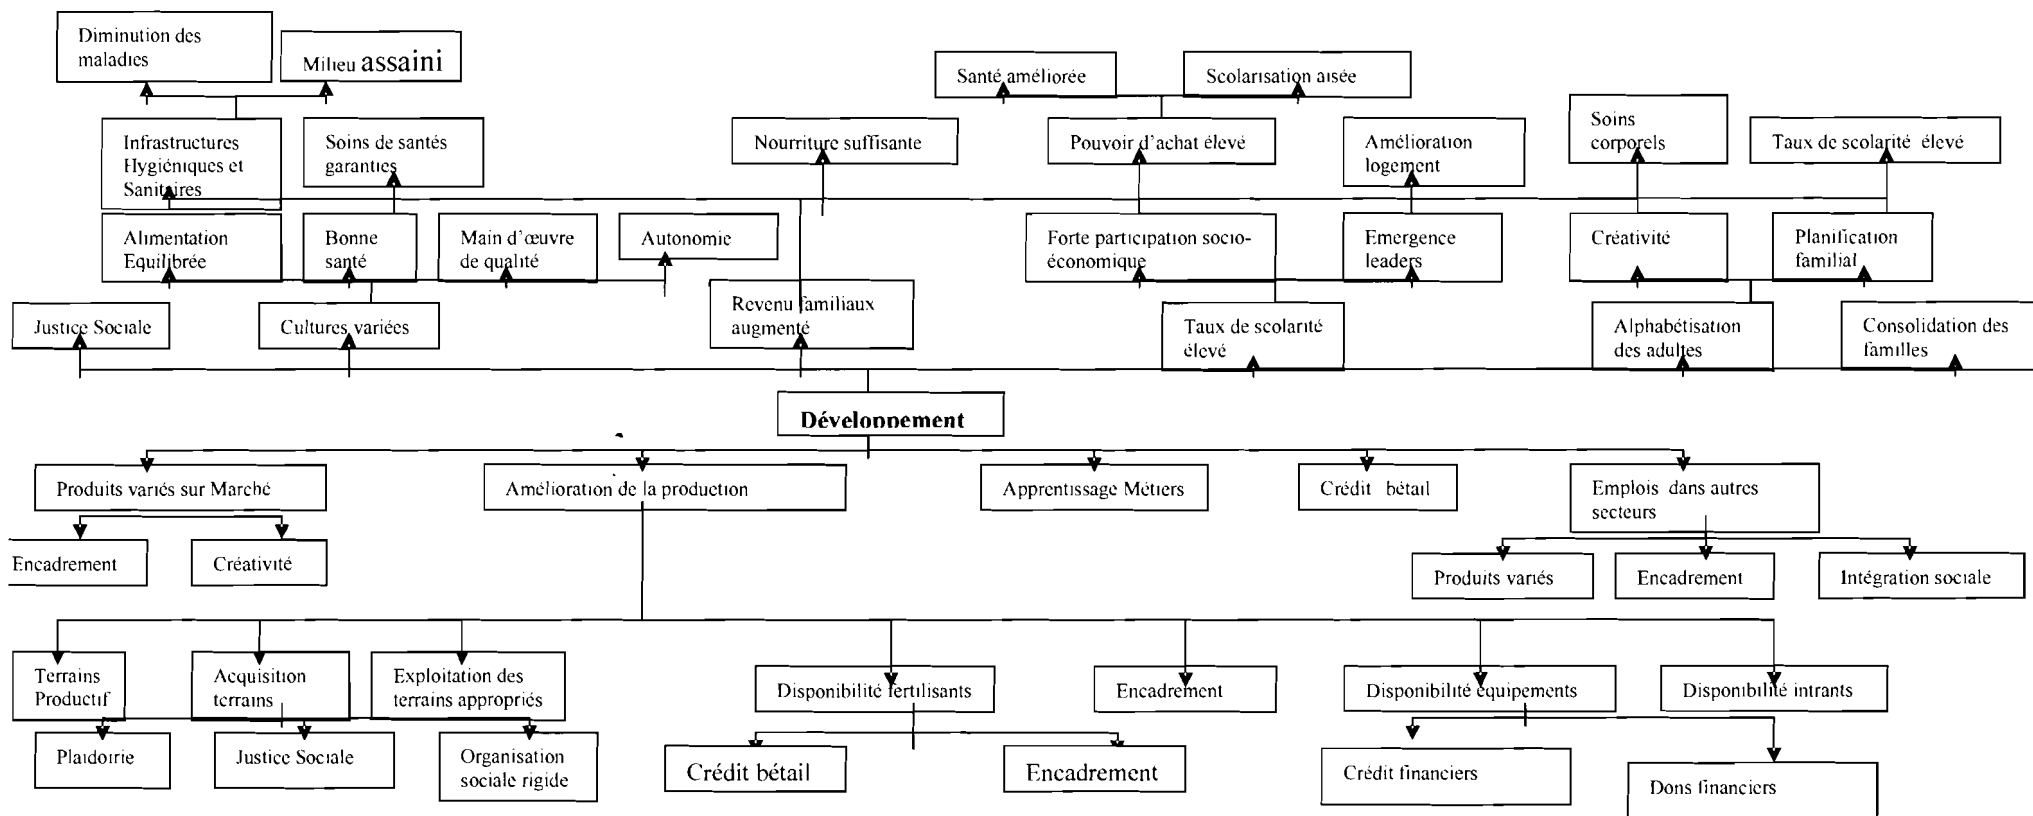 Diminution des
maladies
Milieu assaini
Santé améliorée
Scolarisation aisée
Infrastructures
Hygiéniques et
Sanitaires
Soins de santés
garanties
Nourriture suffisante
Pouvoir d'achat élevé
Amélioration
logement
Soins
corporels
Taux de scolarité élevé
Alimentation
Equilibrée
Bonne
santé
Main d'œuvre
de qualité
Autonomie
Forte participation socio-
économique
Emergence
leaders
Créativité
Planification
familial
Justice Sociale
Cultures variées
Revenu familiaux
augmenté
Taux de scolarité
élevé
Alphabétisation
des adultes
Consolidation des
familles
Développement
Produits variés sur Marché
Amélioration de la production
Apprentissage Métiers
Crédit bétail
Emplois dans autres
secteurs
Encadrement
Créativité
Produits variés
Encadrement
Intégration sociale
Terrains
Productif
Acquisition
terrains
Exploitation des
terrains appropriés
Disponibilité fertilisants
Encadrement
Disponibilité équipements
Disponibilité intrants
Plaidoirie
Justice Sociale
Organisation
sociale rigide
Crédit bétail
Encadrement
Crédit financiers
Dons financiers